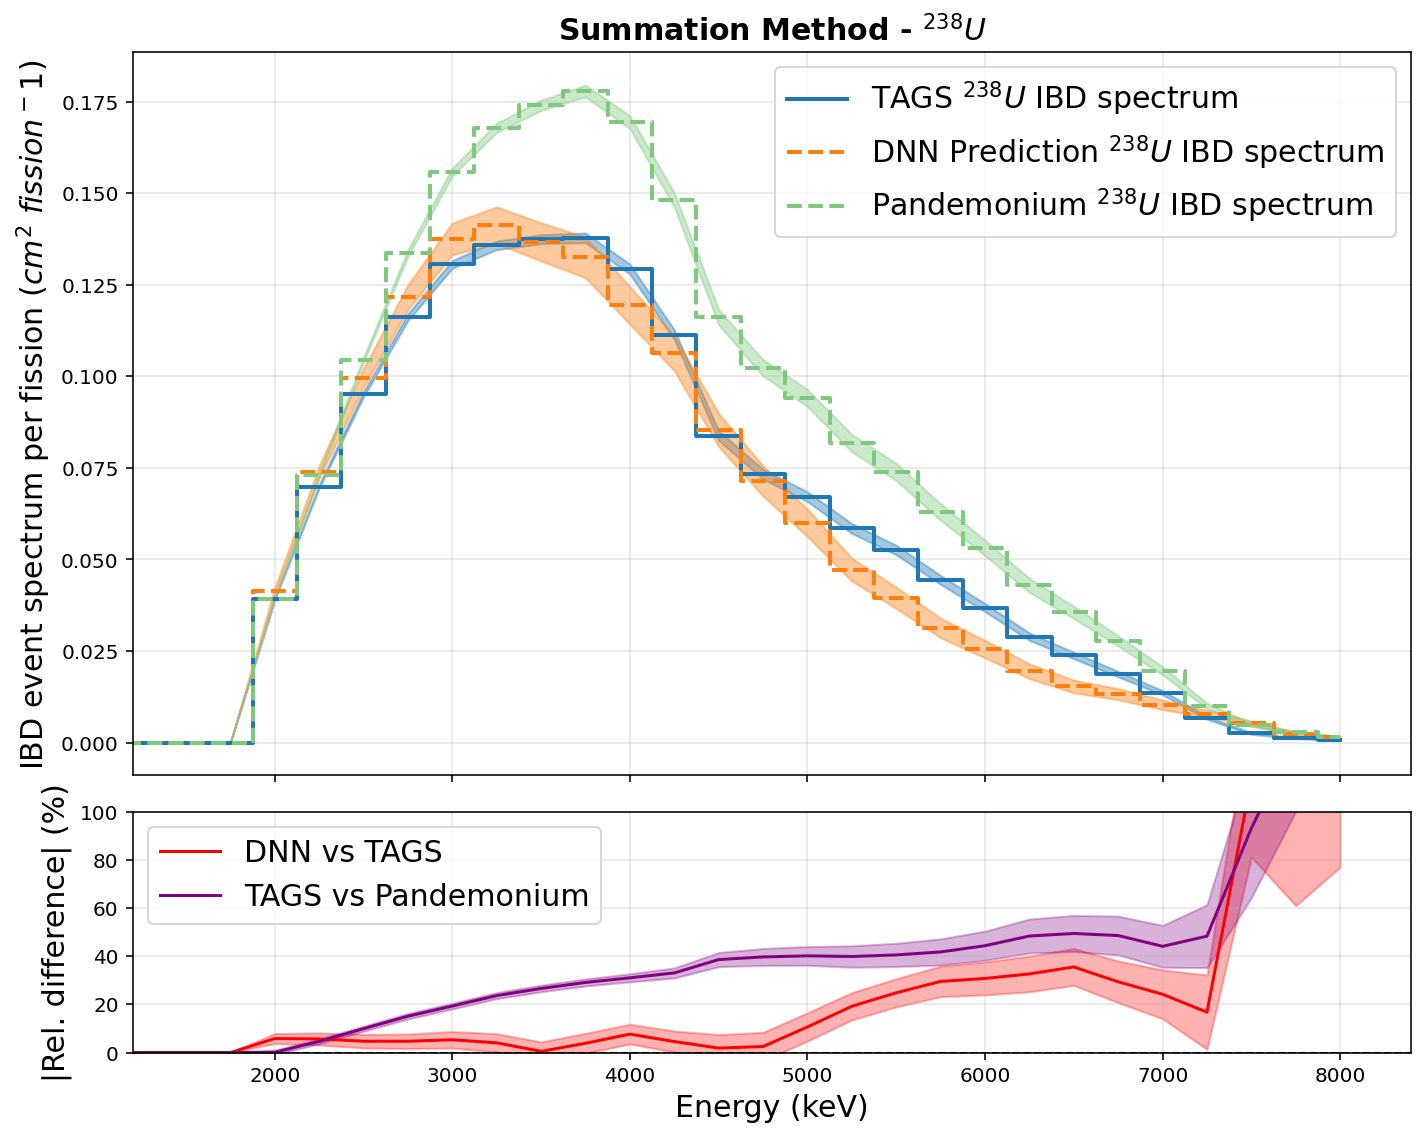 Summation Method - ²³⁸U
IBD event spectrum per fission (cm² fission⁻1)
0.175
0.150
0.125
0.100
0.075
0.050
0.025
0.000
TAGS ²³⁸U IBD spectrum
DNN Prediction ²³⁸U IBD spectrum
Pandemonium ²³⁸U IBD spectrum
|Rel. difference| (%)
100
80
60
40
20
0
DNN vs TAGS
TAGS vs Pandemonium
2000 3000 4000 5000 6000 7000 8000
Energy (keV)